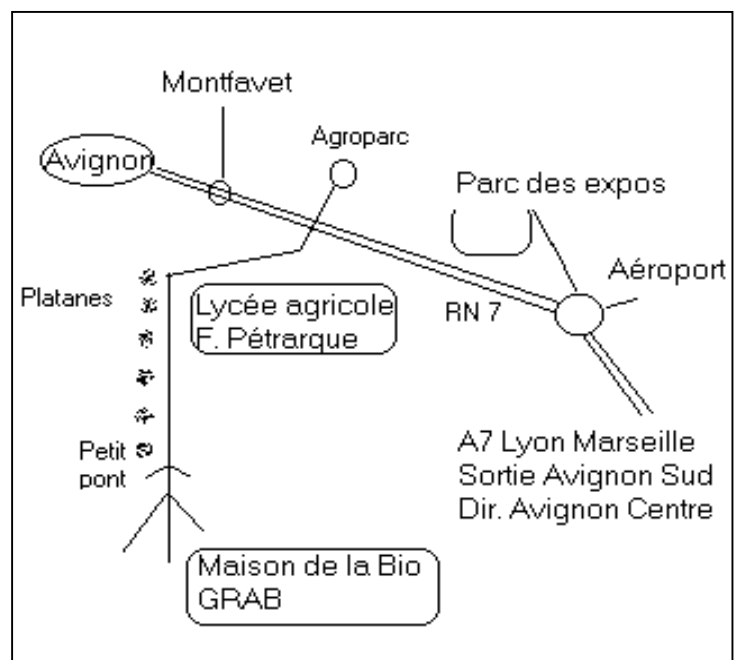 Montfavet
Agroparc
Avignon
Parc des expos
Aéroport
Platanes
Lycée agricole
F. Pétrarque
RN 7
Petit
pont
A7 Lyon Marseille
Sortie Avignon Sud
Dir. Avignon Centre
Maison de la Bio
GRAB